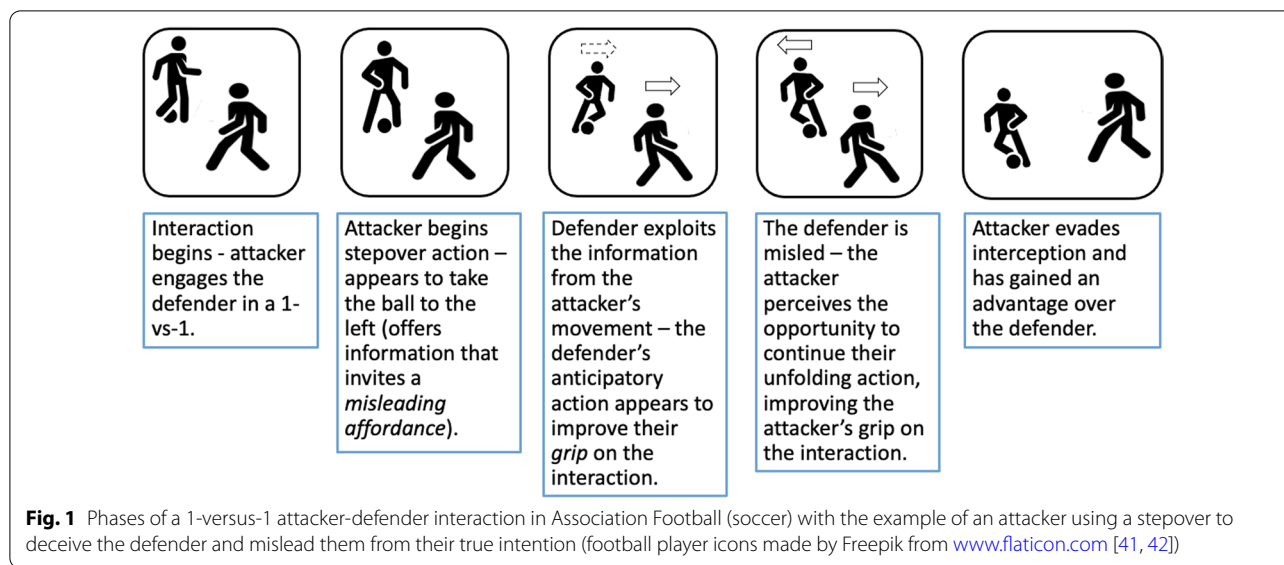 Interaction
begins - attacker
engages the
defender in a 1-
vs-1.
Attacker begins
stepover action –
appears to take
the ball to the
left (offers
information that
invites a
misleading
affordance).
Defender exploits
the information
from the
attacker's
movement – the
defender's
anticipatory
action appears to
improve their
grip on the
interaction.
The defender is
misled – the
attacker
perceives the
opportunity to
continue their
unfolding action,
improving the
attacker's grip on
the interaction.
Attacker evades
interception and
has gained an
advantage over
the defender.
Fig. 1 Phases of a 1-versus-1 attacker-defender interaction in Association Football (soccer) with the example of an attacker using a stepover to
deceive the defender and mislead them from their true intention (football player icons made by Freepik from www.flaticon.com [41, 42])